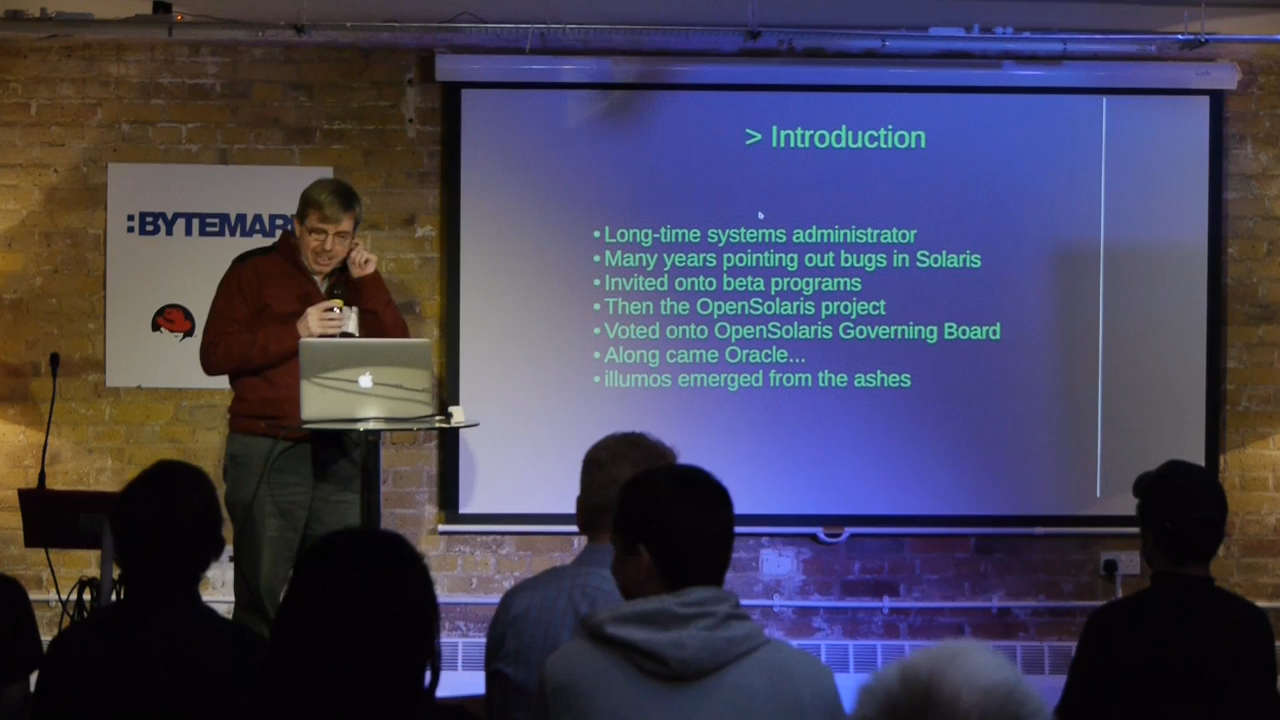 > Introduction
• Long-time systems administrator
• Many years pointing out bugs in Solaris
• Invited onto beta programs
• Then the OpenSolaris project
• Voted onto OpenSolaris Governing Board
• Along came Oracle...
• illumos emerged from the ashes
:BYTEMAR